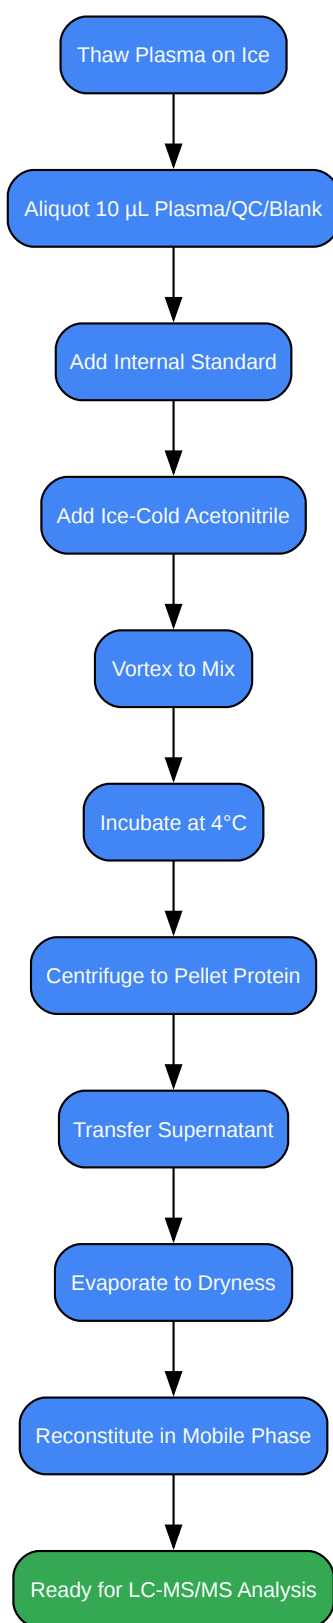 Thaw Plasma on Ice
Aliquot 10 µL Plasma/QC/Blank
Add Internal Standard
Add Ice-Cold Acetonitrile
Vortex to Mix
Incubate at 4°C
Centrifuge to Pellet Protein
Transfer Supernatant
Evaporate to Dryness
Reconstitute in Mobile Phase
Ready for LC-MS/MS Analysis